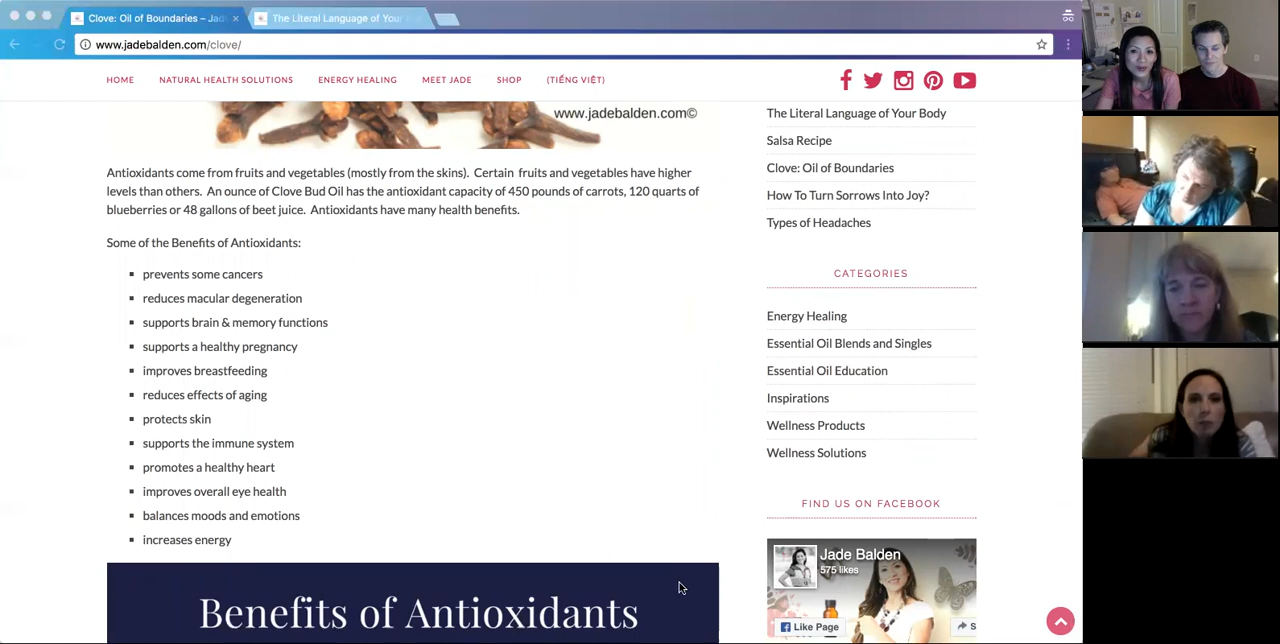 Clove: Oil of Boundaries – Jad
The Literal Language of Your
www.jadebalden.com/clove/
HOME
NATURAL HEALTH SOLUTIONS
ENERGY HEALING
MEET JADE
SHOP
(TIẾNG VIỆT)
www.jadebalden.com©
Antioxidants come from fruits and vegetables (mostly from the skins). Certain fruits and vegetables have higher
levels than others. An ounce of Clove Bud Oil has the antioxidant capacity of 450 pounds of carrots, 120 quarts of
blueberries or 48 gallons of beet juice. Antioxidants have many health benefits.
Some of the Benefits of Antioxidants:
prevents some cancers
reduces macular degeneration
supports brain & memory functions
supports a healthy pregnancy
improves breastfeeding
reduces effects of aging
protects skin
supports the immune system
promotes a healthy heart
improves overall eye health
balances moods and emotions
increases energy
Benefits of Antioxidants
The Literal Language of Your Body
Salsa Recipe
Clove: Oil of Boundaries
How To Turn Sorrows Into Joy?
Types of Headaches
CATEGORIES
Energy Healing
Essential Oil Blends and Singles
Essential Oil Education
Inspirations
Wellness Products
Wellness Solutions
FIND US ON FACEBOOK
Jade Balden
575 likes
Like Page
S